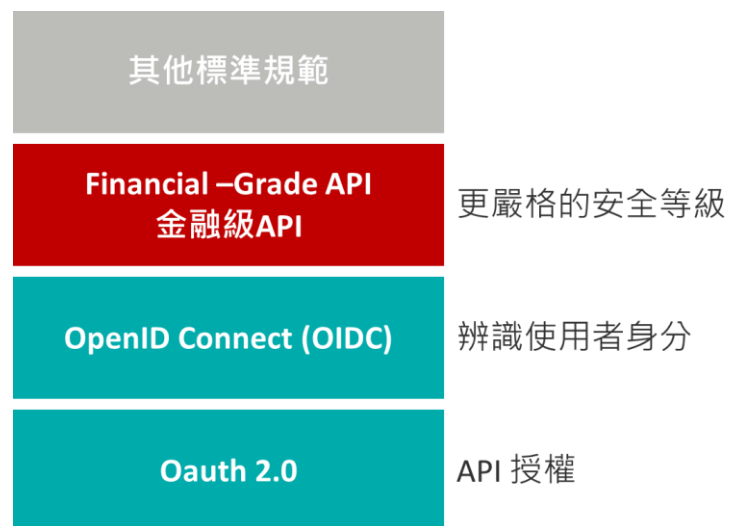 其他標準規範
Financial –Grade API
金融級API
更嚴格的安全等級
OpenID Connect (OIDC)
辨識使用者身分
Oauth 2.0
API 授權